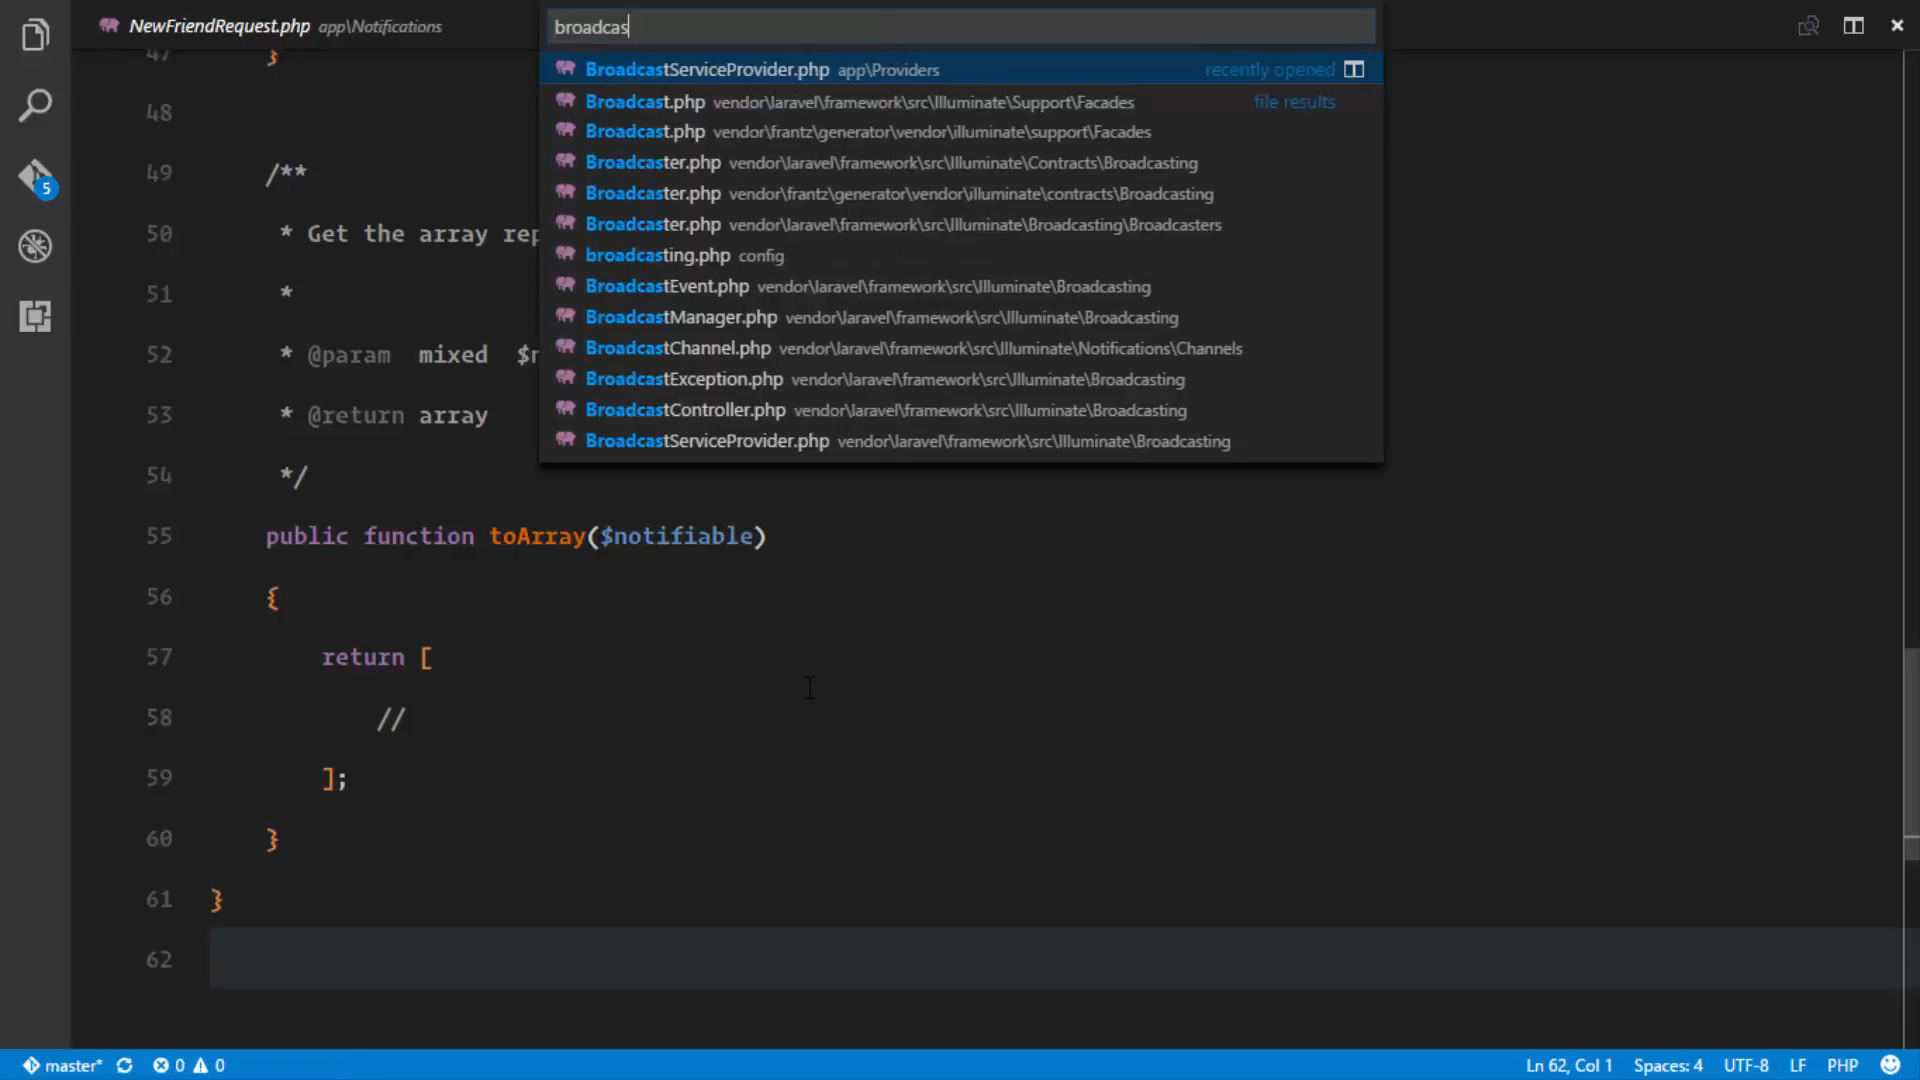 NewFriendRequest.php app\Notifications
broadcas
BroadcastServiceProvider.php app\Providers recently opened
Broadcast.php vendor\laravel\framework\src\Illuminate\Support\Facades file results
Broadcast.php vendor\frantz\generator\vendor\illuminate\support\Facades
Broadcaster.php vendor\laravel\framework\src\Illuminate\Contracts\Broadcasting
Broadcaster.php vendor\frantz\generator\vendor\illuminate\contracts\Broadcasting
Broadcaster.php vendor\laravel\framework\src\Illuminate\Broadcasting\Broadcasters
broadcasting.php config
BroadcastEvent.php vendor\laravel\framework\src\Illuminate\Broadcasting
BroadcastManager.php vendor\laravel\framework\src\Illuminate\Broadcasting
BroadcastChannel.php vendor\laravel\framework\src\Illuminate\Notifications\Channels
BroadcastException.php vendor\laravel\framework\src\Illuminate\Broadcasting
BroadcastController.php vendor\laravel\framework\src\Illuminate\Broadcasting
BroadcastServiceProvider.php vendor\laravel\framework\src\Illuminate\Broadcasting
47 }
48
49 /**
50 * Get the array rep
51 *
52 * @param mixed $n
53 * @return array
54 */
55 public function toArray($notifiable)
56 {
57 return [
58 //
59 ];
60 }
61 }
62
5
master* 0 0 Ln 62, Col 1 Spaces: 4 UTF-8 LF PHP